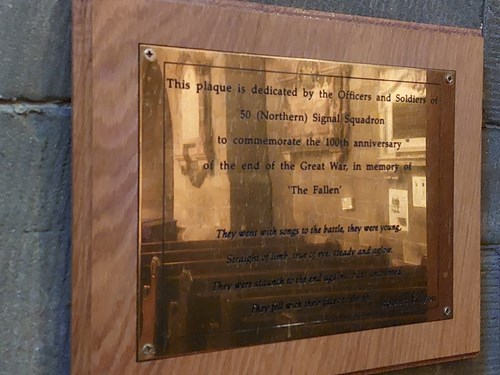 This plaque is dedicated by the Officers and Soldiers of
50 (Northern) Signal Squadron
to commemorate the 100th anniversary
of the end of the Great War, in memory of
'The Fallen'
They went with songs to the battle, they were young,
Straight of limb, true of eye, steady and aglow.
They were staunch to the end against odds uncounted,
They fell with their faces to the foe.